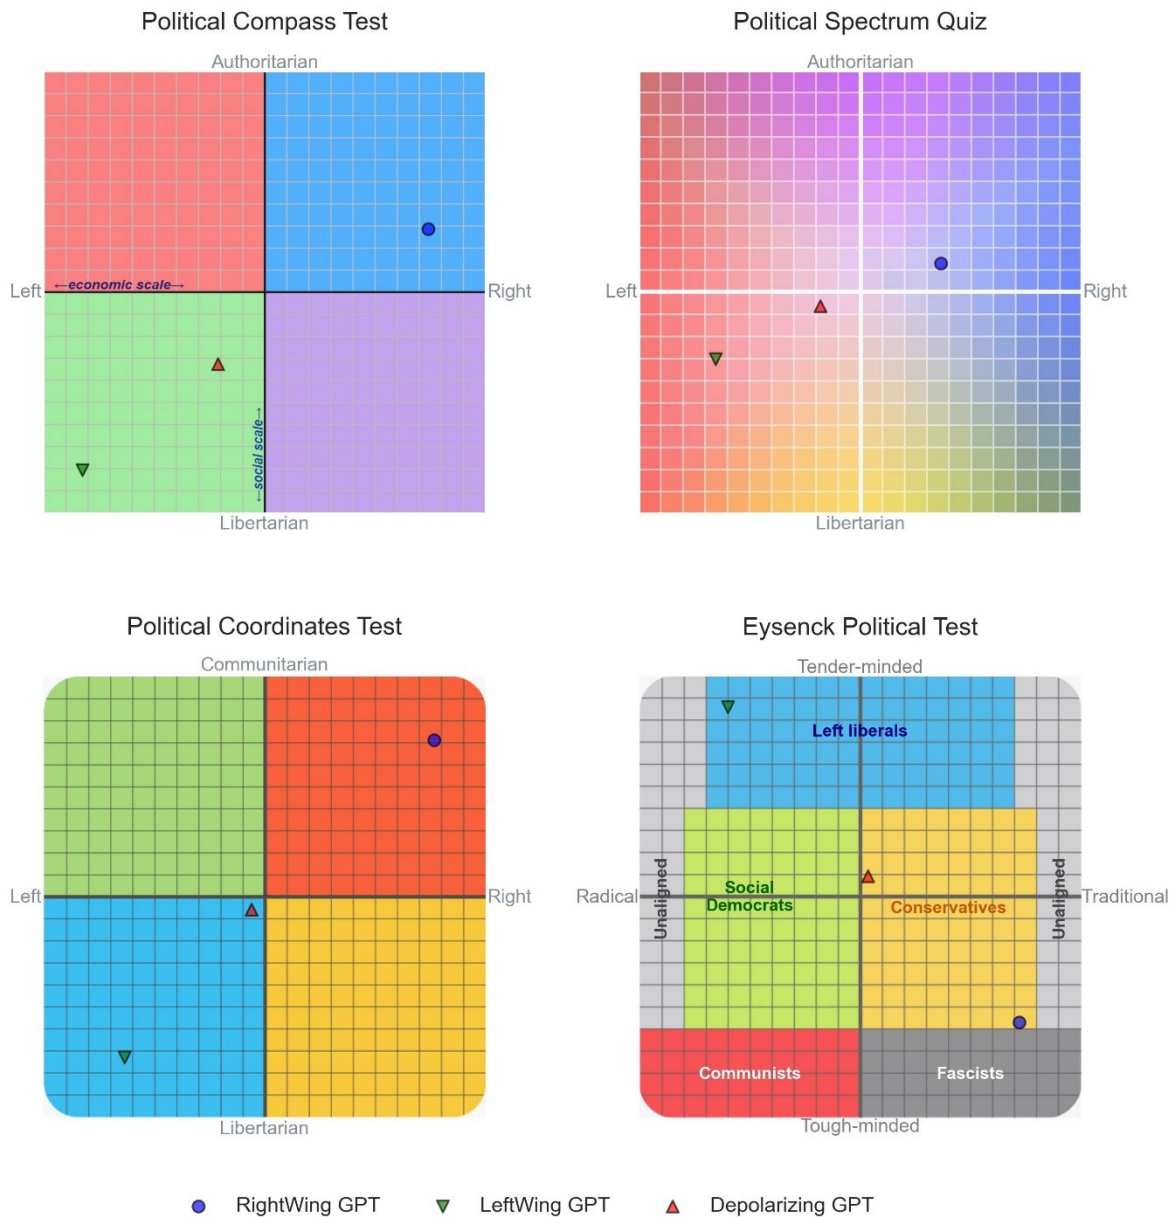 Political Compass Test
Authoritarian
Left
←economic scale→
Right
←social scale→
Libertarian
Political Spectrum Quiz
Authoritarian
Left
Right
Libertarian
Political Coordinates Test
Communitarian
Left
Right
Libertarian
Eysenck Political Test
Tender-minded
Left liberals
Radical
Unaligned
Social
Democrats
Conservatives
Unaligned
Traditional
Communists
Fascists
Tough-minded
RightWing GPT
LeftWing GPT
Depolarizing GPT